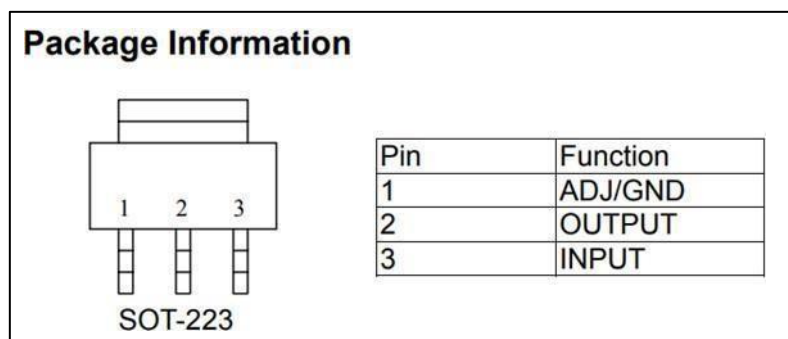 Package Information
1 2 3
SOT-223
Pin Function
1 ADJ/GND
2 OUTPUT
3 INPUT